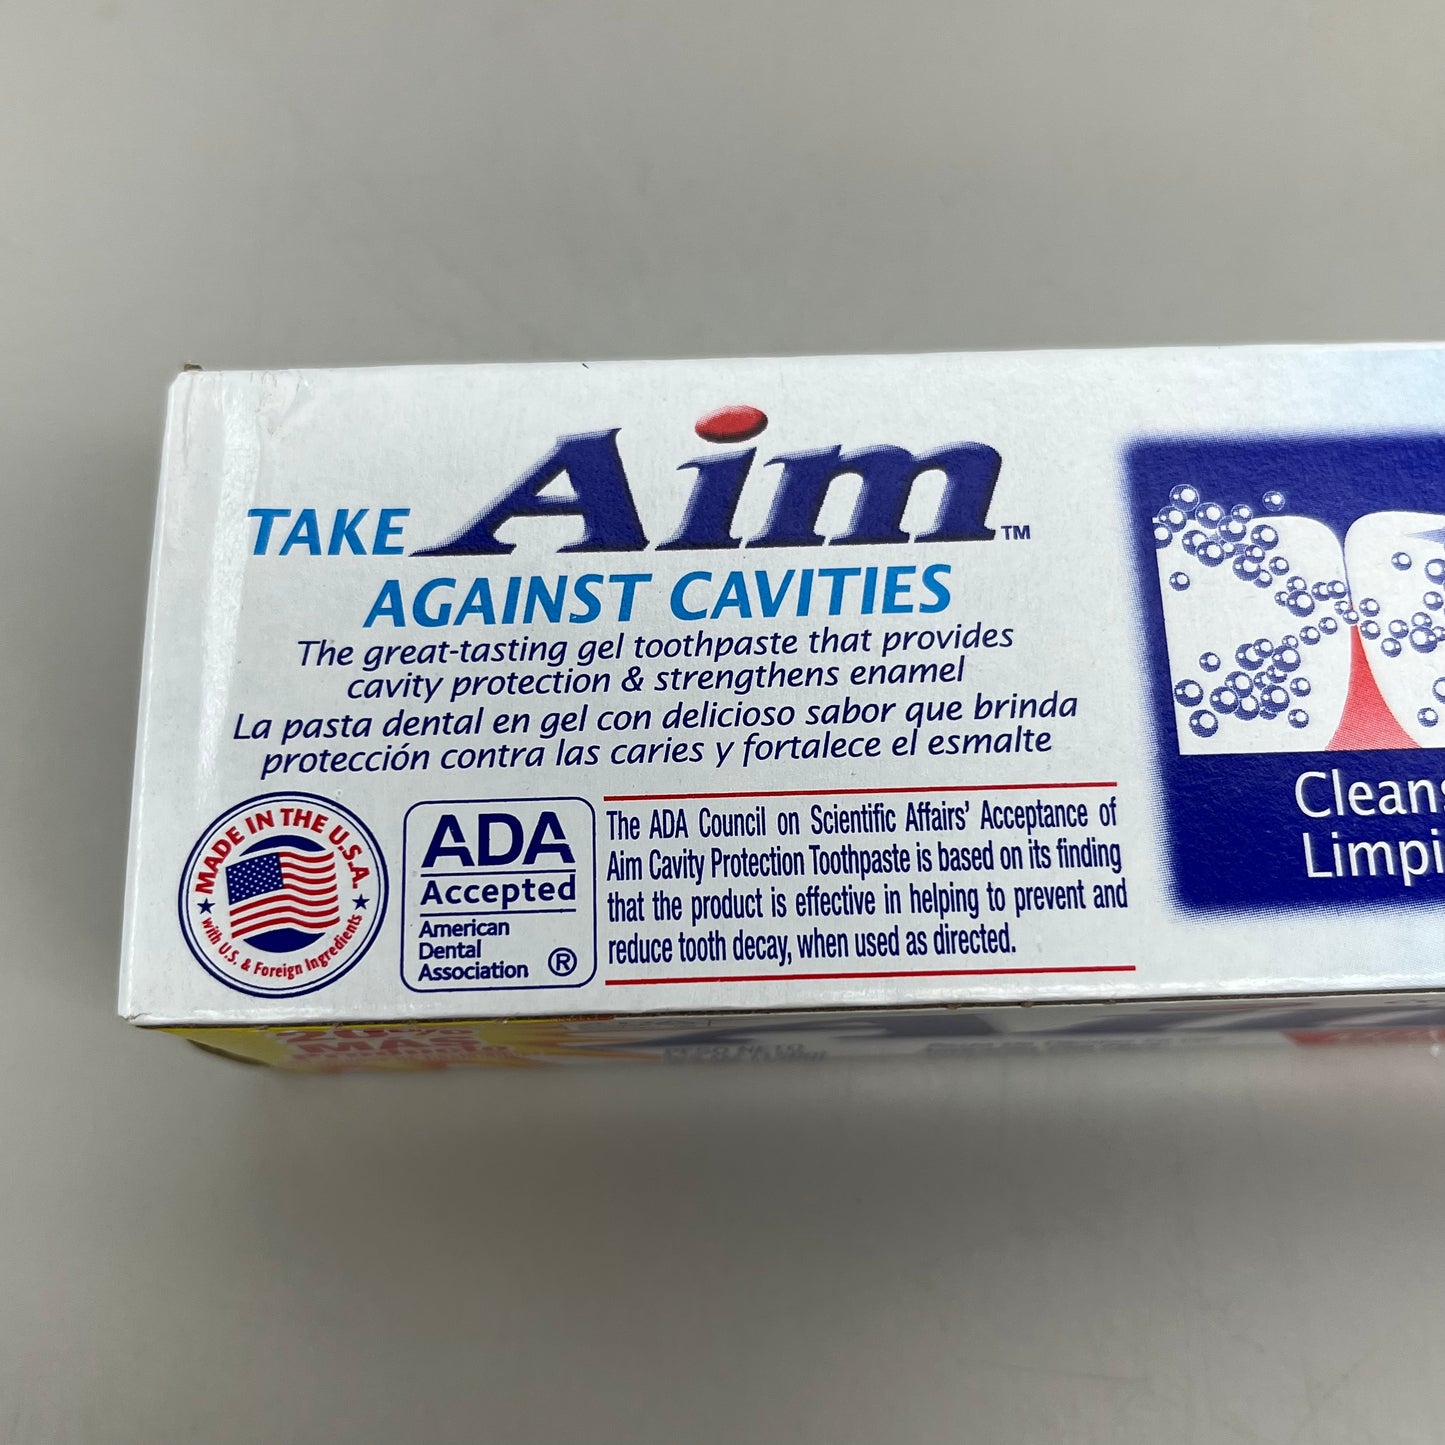 TAKE Aim™
AGAINST CAVITIES
The great-tasting gel toothpaste that provides
cavity protection & strengthens enamel
La pasta dental en gel con delicioso sabor que brinda
protección contra las caries y fortalece el esmalte
MADE IN THE U.S.A.
with U.S. & Foreign Ingredients
ADA
Accepted
American
Dental
Association ®
The ADA Council on Scientific Affairs' Acceptance of
Aim Cavity Protection Toothpaste is based on its finding
that the product is effective in helping to prevent and
reduce tooth decay, when used as directed.
Clean
Limpi
MÁS
PESO NETO